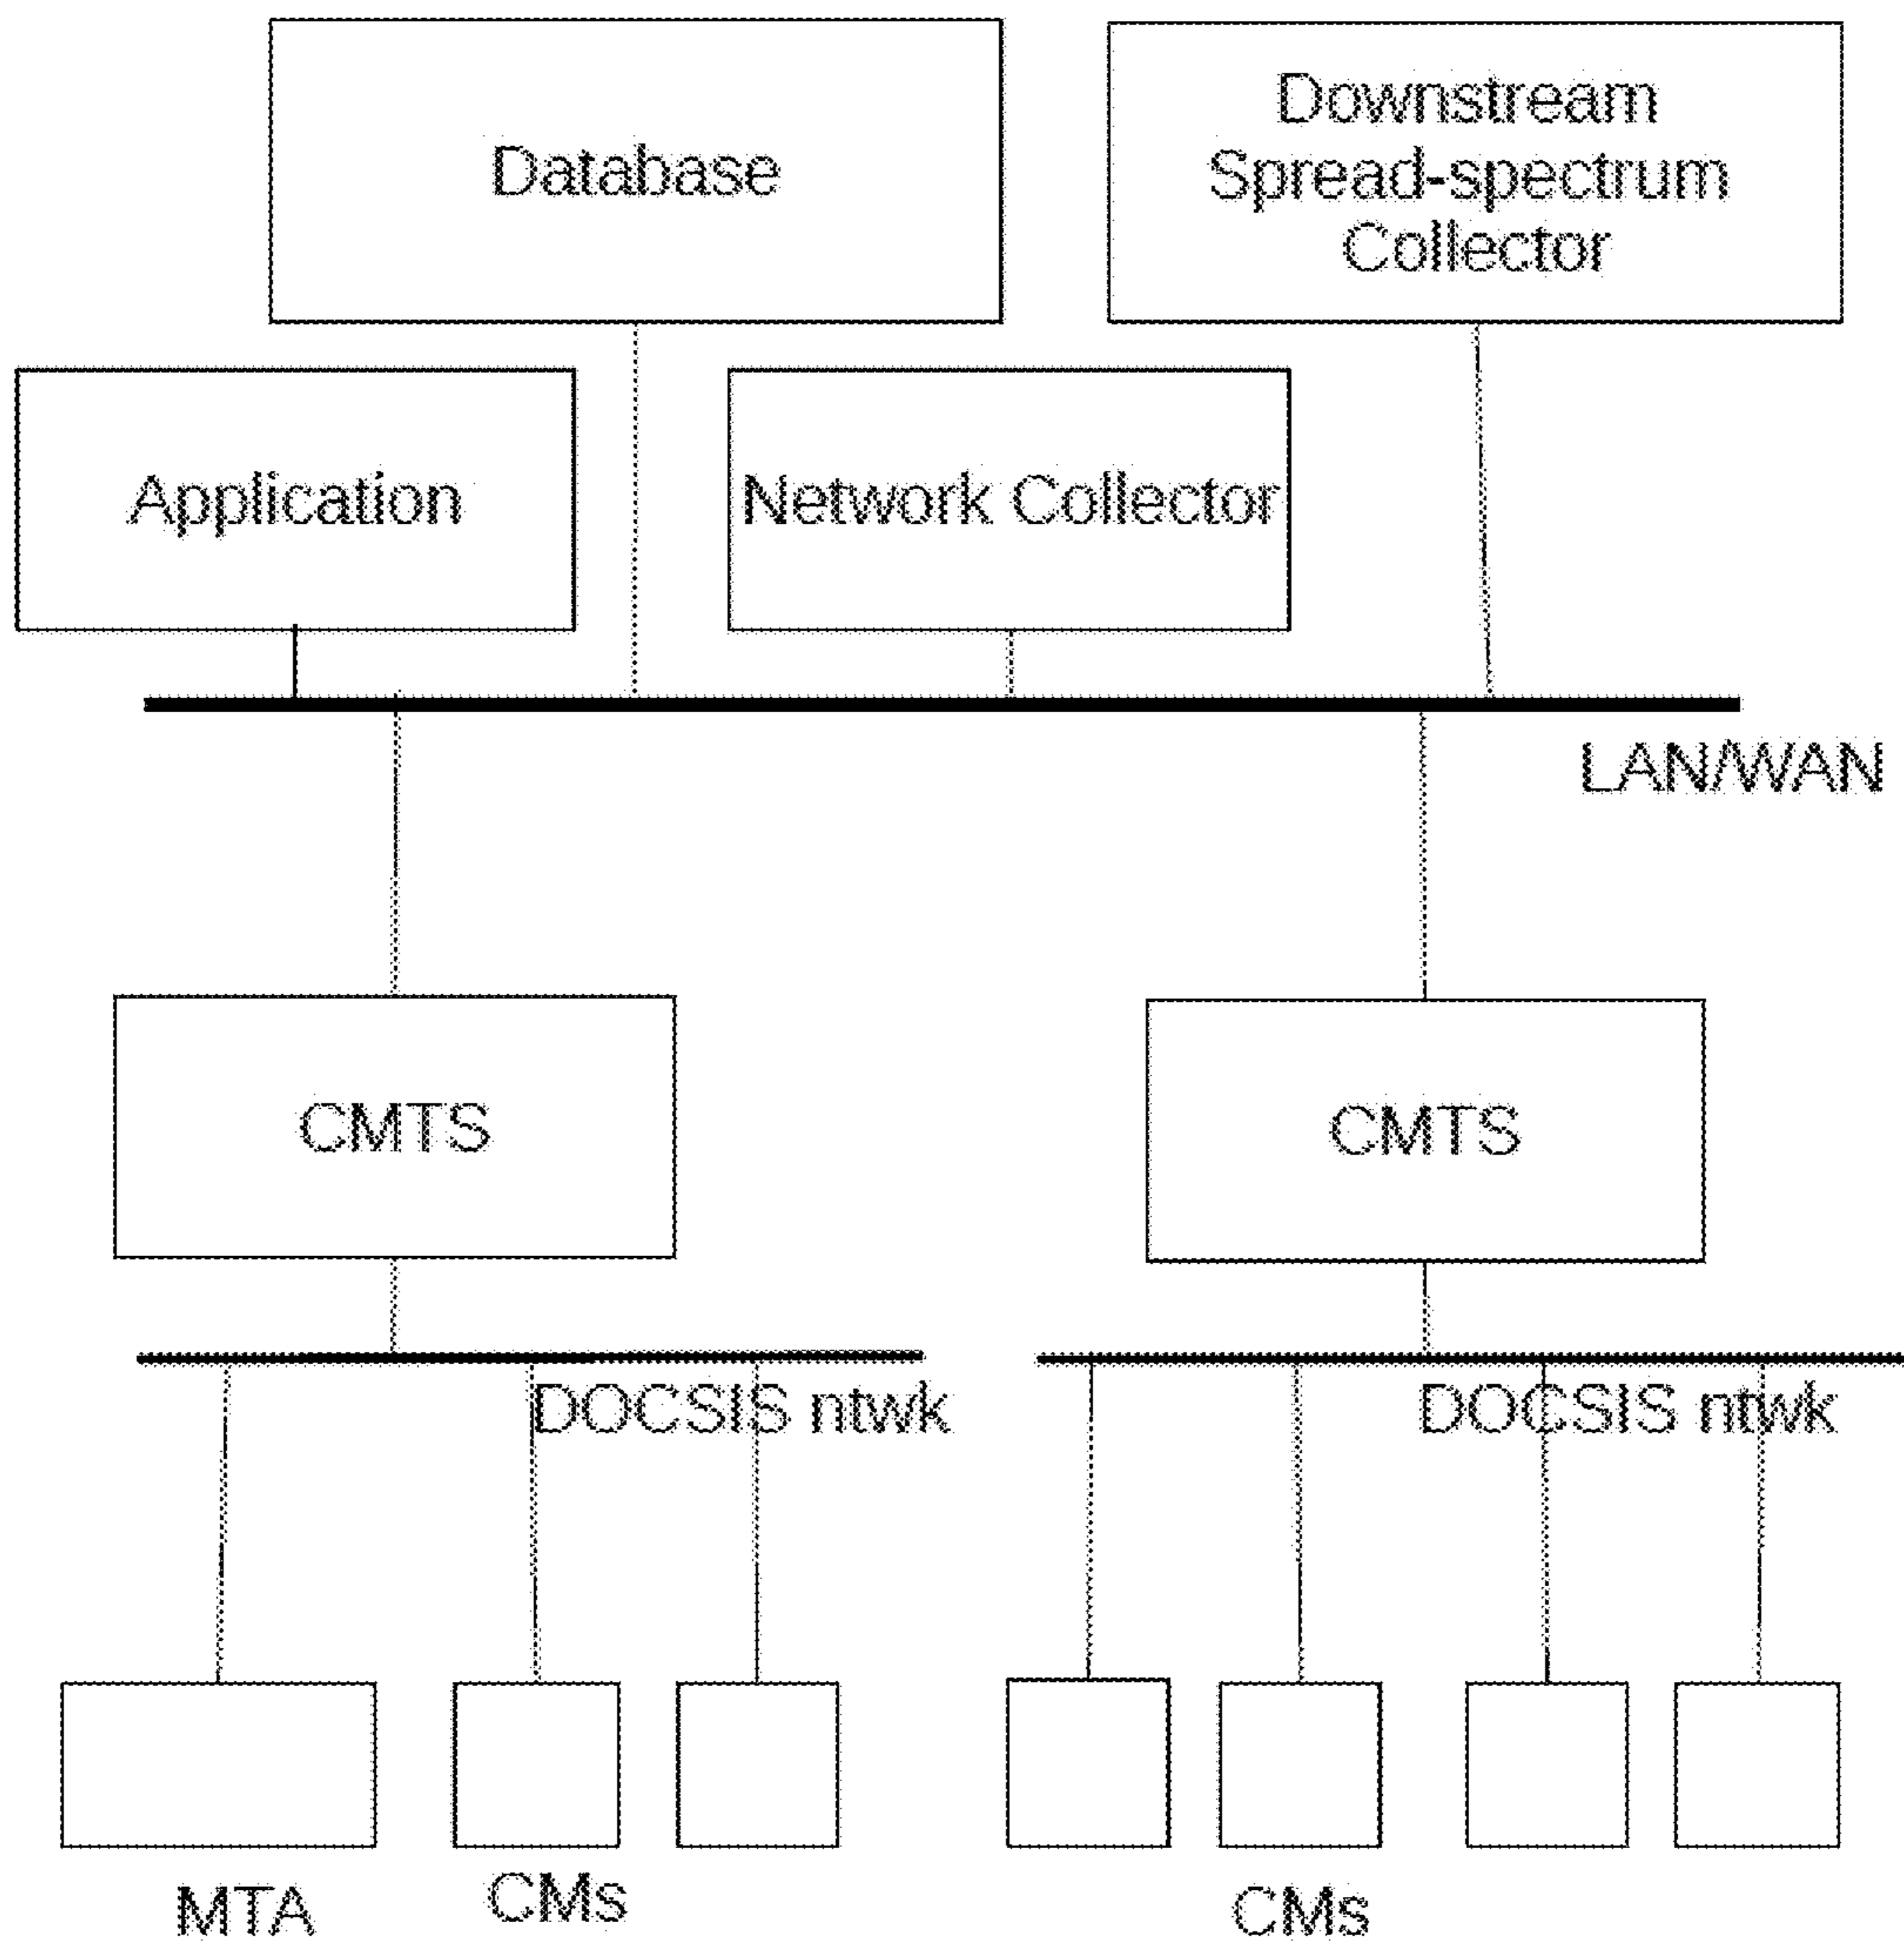 Database
Downstream
Spread-spectrum
Collector
Application
Network Collector
LAN/WAN
CMTS
CMTS
DOCSIS ntwk
DOCSIS ntwk
MTA
CMs
CMs